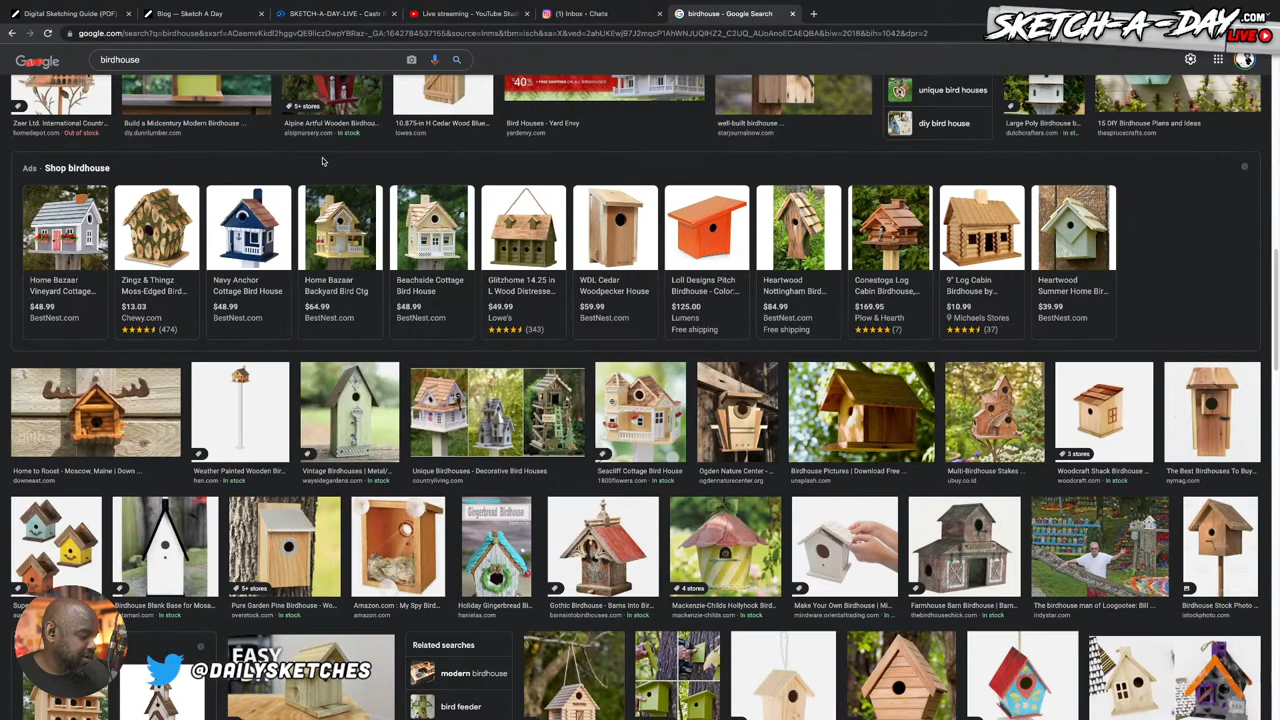 Digital Sketching Guide (PDF)
Blog — Sketch A Day
SKETCH-A-DAY-LIVE - Castr
Live streaming - YouTube Stud
(1) Inbox • Chats
birdhouse - Google Search
SKETCH-A-DAY.COM
LIVE
Google
birdhouse
5+ stores
Zeer Ltd. International Countr...
homedepot.com · Out of stock
Build a Midcentury Modern Birdhouse ...
diy.dunnlumber.com
Alpine Artful Wooden Birdhou...
alsipnursery.com · In stock
10.875-in H Cedar Wood Blue...
lowes.com
$40%
Bird Houses - Yard Envy
yardenvy.com
well-built birdhouse ...
starjournalnow.com
unique bird houses
diy bird house
Large Poly Birdhouse b...
dutchcrafters.com · In st...
15 DIY Birdhouse Plans and Ideas
thesprucecrafts.com
Ads · Shop birdhouse
Home Bazaar
Vineyard Cottage...
$48.99
BestNest.com
Zingz & Thingz
Moss-Edged Bird...
$13.03
Chewy.com
(474)
Navy Anchor
Cottage Bird House
$48.99
BestNest.com
Home Bazaar
Backyard Bird Ctg
$64.99
BestNest.com
Beachside Cottage
Bird House
$48.99
BestNest.com
Glitzhome 14.25 in
L Wood Distresse...
$49.99
Lowe's
(343)
WDL Cedar
Woodpecker House
$59.99
BestNest.com
Loll Designs Pitch
Birdhouse - Color:...
$125.00
Lumens
Free shipping
Heartwood
Nottingham Bird...
$84.99
BestNest.com
Free shipping
Conestoga Log
Cabin Birdhouse,...
$169.95
Plow & Hearth
(7)
9" Log Cabin
Birdhouse by...
$10.99
Michaels Stores
(37)
Heartwood
Summer Home Bir...
$39.99
BestNest.com
Home to Roost - Moscow, Maine | Down ...
downeast.com
Weather Painted Wooden Bir...
hsn.com · In stock
Vintage Birdhouses | Metal/...
waysidegardens.com · In stock
Unique Birdhouses - Decorative Bird Houses
countryliving.com
Seacliff Cottage Bird House
1800flowers.com · In stock
Ogden Nature Center - ...
ogdennaturecenter.org
Birdhouse Pictures | Download Free ...
unsplash.com
Multi-Birdhouse Stakes ...
ubuy.co.id
3 stores
Woodcraft Shack Birdhouse ...
woodcraft.com · In stock
The Best Birdhouses To Buy...
nymag.com
Birdhouse Blank Base for Mosa...
In stock
5+ stores
Pure Garden Pine Birdhouse - Wo...
overstock.com · In stock
Amazon.com : My Spy Bird...
amazon.com · In stock
Gingerbread Birdhouse
Holiday Gingerbread Bi...
hanielas.com
Gothic Birdhouse - Barns Into Bir...
barnsintobirdhouses.com · In stock
4 stores
Mackenzie-Childs Hollyhock Bird...
mackenzie-childs.com · In stock
Make Your Own Birdhouse | Mi...
mindware.orientaltrading.com · In ...
Farmhouse Barn Birdhouse | Barn...
thebirdhousechick.com · In stock
The birdhouse man of Loogootee: Bill ...
indystar.com
Birdhouse Stock Photo ...
istockphoto.com
EASY
Related searches
modern birdhouse
bird feeder
@DAILYSKETCHES